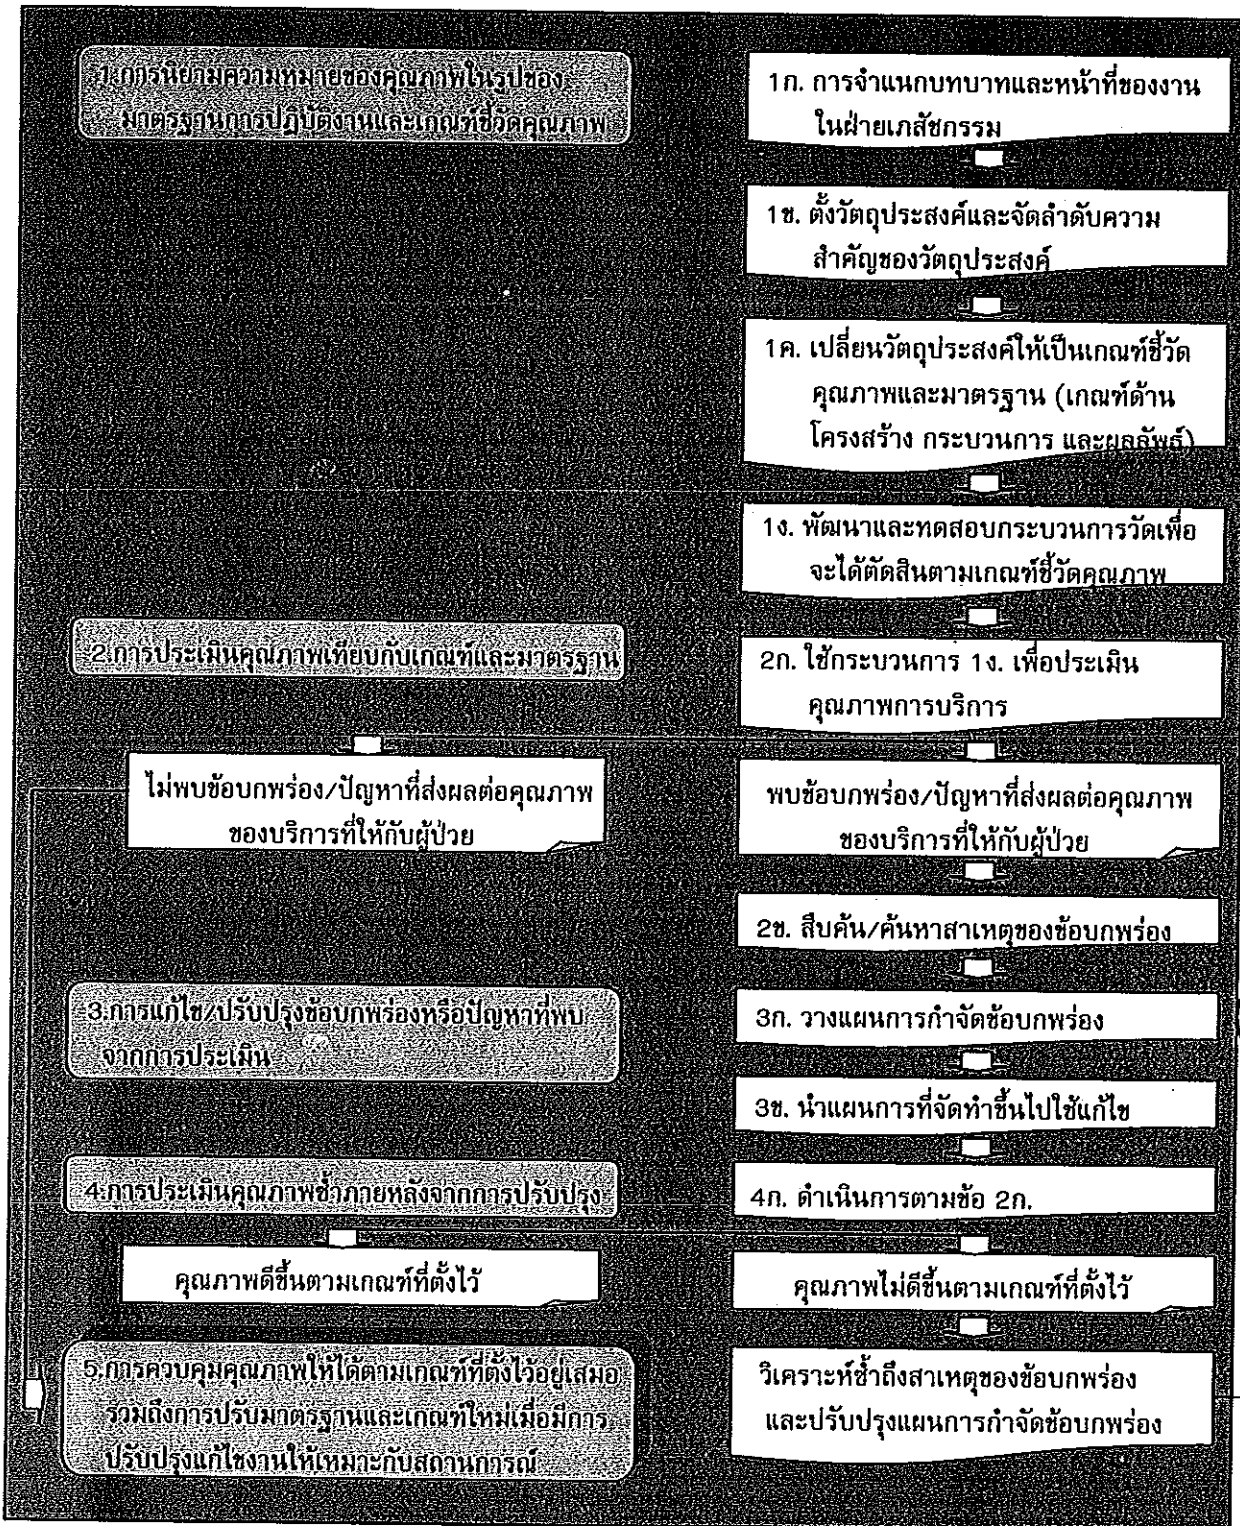 1.การนิยามความหมายของคุณภาพในรูปของ
มาตรฐานการปฏิบัติงานและเกณฑ์ชี้วัดคุณภาพ
1ก. การจำแนกบทบาทและหน้าที่ของงาน
ในฝ่ายเภสัชกรรม
1ข. ตั้งวัตถุประสงค์และจัดลำดับความ
สำคัญของวัตถุประสงค์
1ค. เปลี่ยนวัตถุประสงค์ให้เป็นเกณฑ์ชี้วัด
คุณภาพและมาตรฐาน (เกณฑ์ด้าน
โครงสร้าง กระบวนการ และผลลัพธ์)
1ง. พัฒนาและทดสอบกระบวนการวัดเพื่อ
จะได้ตัดสินตามเกณฑ์ชี้วัดคุณภาพ
2.การประเมินคุณภาพเทียบกับเกณฑ์และมาตรฐาน
2ก. ใช้กระบวนการ 1ง. เพื่อประเมิน
คุณภาพการบริการ
ไม่พบข้อบกพร่อง/ปัญหาที่ส่งผลต่อคุณภาพ
ของบริการที่ให้กับผู้ป่วย
พบข้อบกพร่อง/ปัญหาที่ส่งผลต่อคุณภาพ
ของบริการที่ให้กับผู้ป่วย
2ข. สืบค้น/ค้นหาสาเหตุของข้อบกพร่อง
3.การแก้ไข/ปรับปรุงข้อบกพร่องหรือปัญหาที่พบ
จากการประเมิน
3ก. วางแผนการกำจัดข้อบกพร่อง
3ข. นำแผนการที่จัดทำขึ้นไปใช้แก้ไข
4.การประเมินคุณภาพซ้ำภายหลังจากการปรับปรุง
4ก. ดำเนินการตามข้อ 2ก.
คุณภาพดีขึ้นตามเกณฑ์ที่ตั้งไว้
คุณภาพไม่ดีขึ้นตามเกณฑ์ที่ตั้งไว้
5.การควบคุมคุณภาพให้ได้ตามเกณฑ์ที่ตั้งไว้อยู่เสมอ
รวมถึงการปรับมาตรฐานและเกณฑ์ใหม่เมื่อมีการ
ปรับปรุงแก้ไขงานให้เหมาะกับสถานการณ์
วิเคราะห์ซ้ำถึงสาเหตุของข้อบกพร่อง
และปรับปรุงแผนการกำจัดข้อบกพร่อง